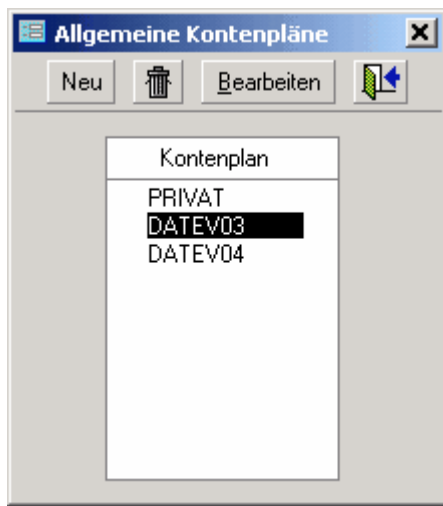 Allgemeine Kontenpläne
Neu Bearbeiten
Kontenplan
PRIVAT
DATEV03
DATEV04